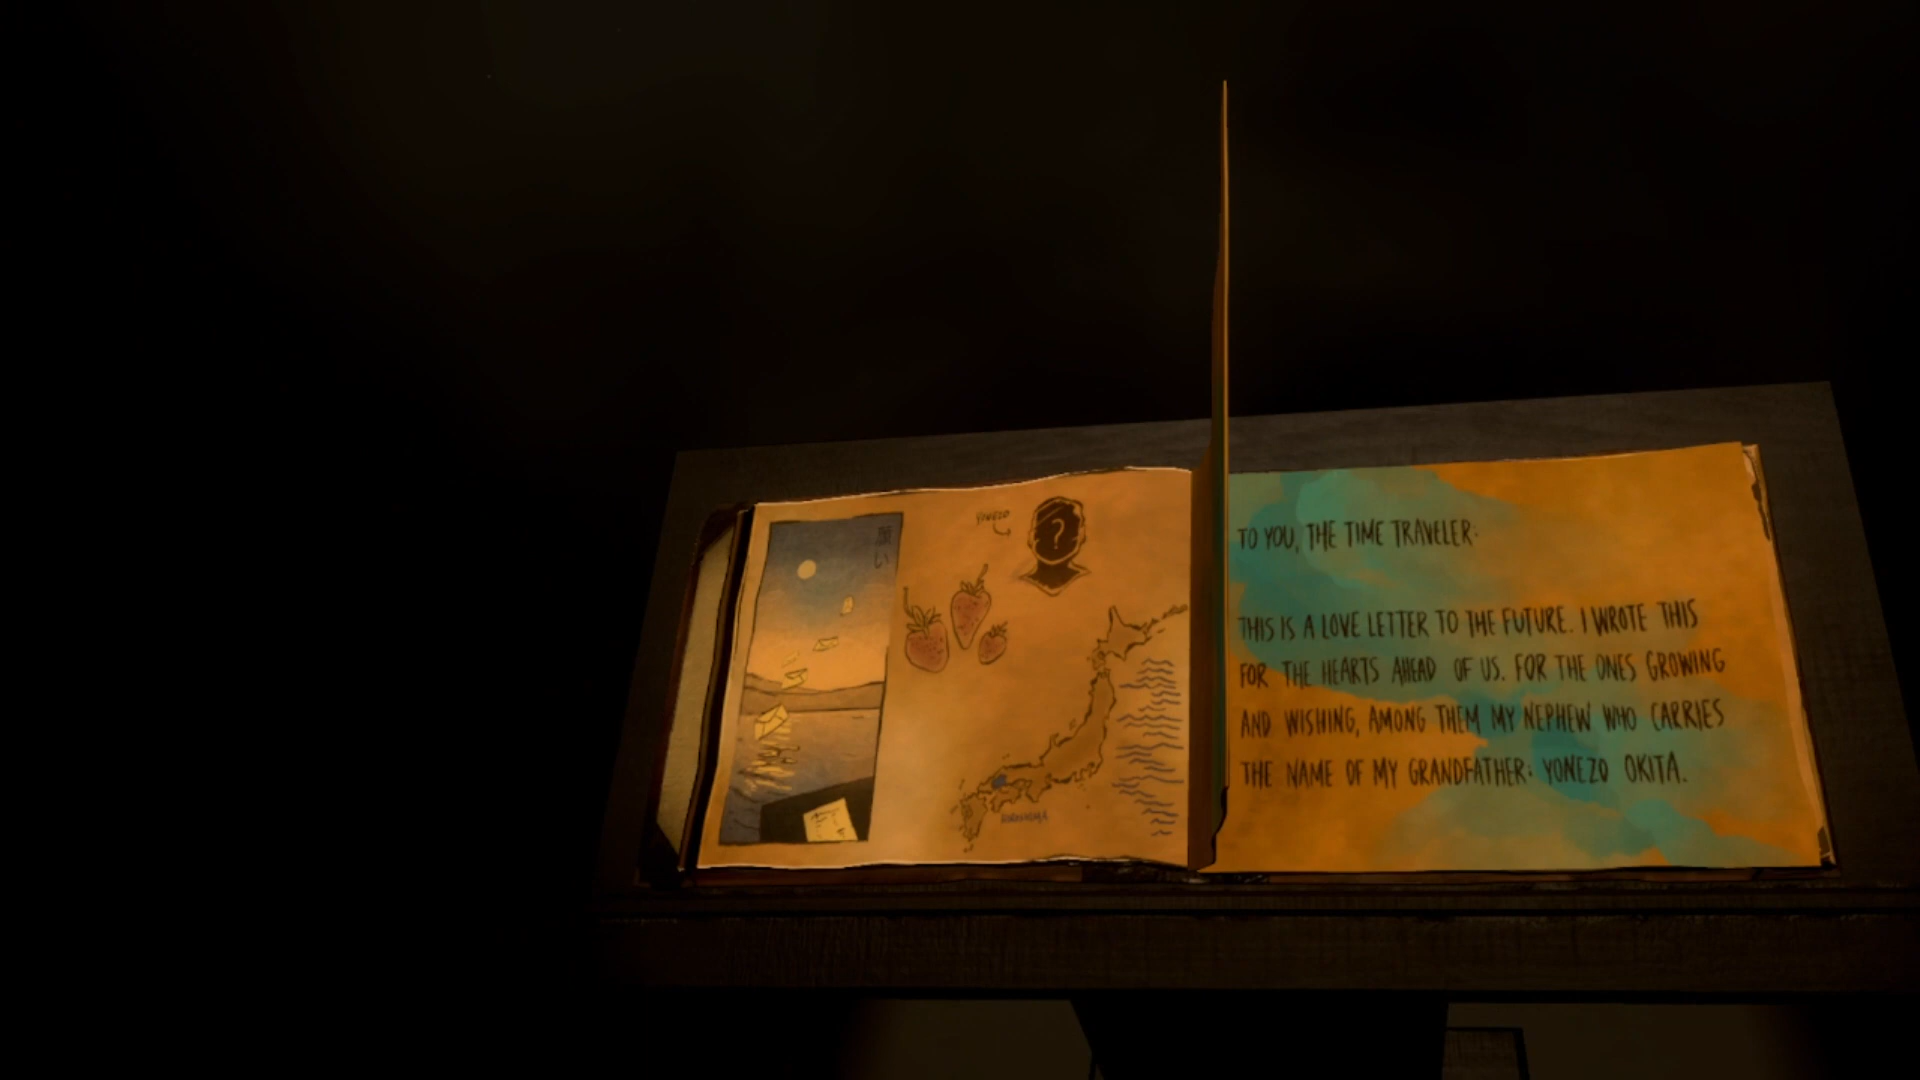 願い
YONEZO
?
HIROSHIMA
TO YOU, THE TIME TRAVELER:
THIS IS A LOVE LETTER TO THE FUTURE. I WROTE THIS
FOR THE HEARTS AHEAD OF US. FOR THE ONES GROWING
AND WISHING, AMONG THEM MY NEPHEW WHO CARRIES
THE NAME OF MY GRANDFATHER: YONEZO OKITA.